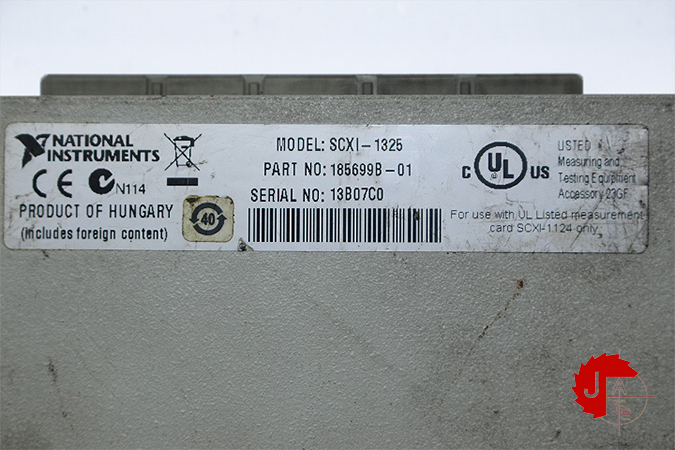 NATIONAL
INSTRUMENTS
CE N114
PRODUCT OF HUNGARY
(includes foreign content)
40
MODEL: SCXI-1325
PART NO: 185699B-01
SERIAL NO: 13B07C0
C UL US
LISTED
Measuring and
Testing Equipment
Accessory 23GF
For use with UL Listed measurement
card SCXI-1124 only.
J